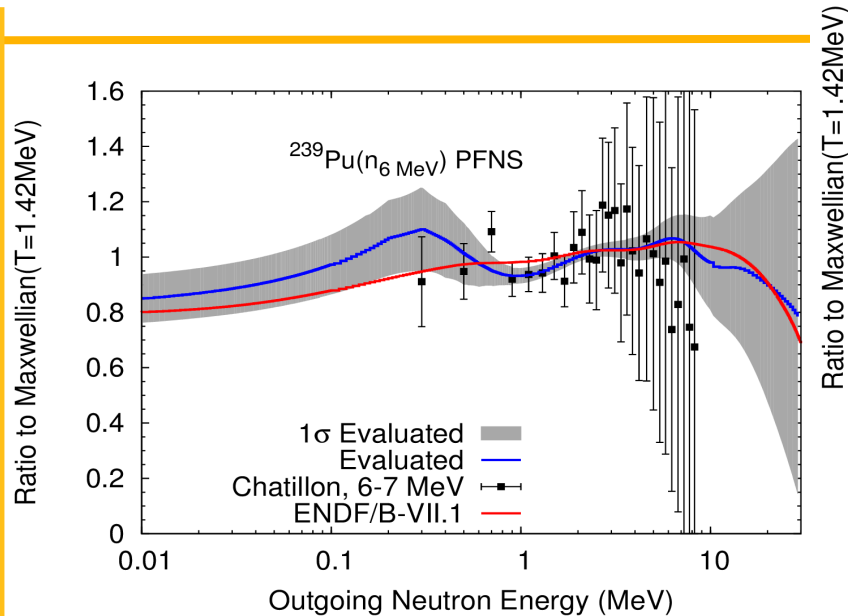 Ratio to Maxwellian(T=1.42MeV)
1.6
1.4
1.2
1
0.8
0.6
0.4
0.2
0
239Pu(n6 MeV) PFNS
1σ Evaluated
Evaluated
Chatillon, 6-7 MeV
ENDF/B-VII.1
0.01
0.1
1
10
Outgoing Neutron Energy (MeV)
Ratio to Maxwellian(T=1.42MeV)